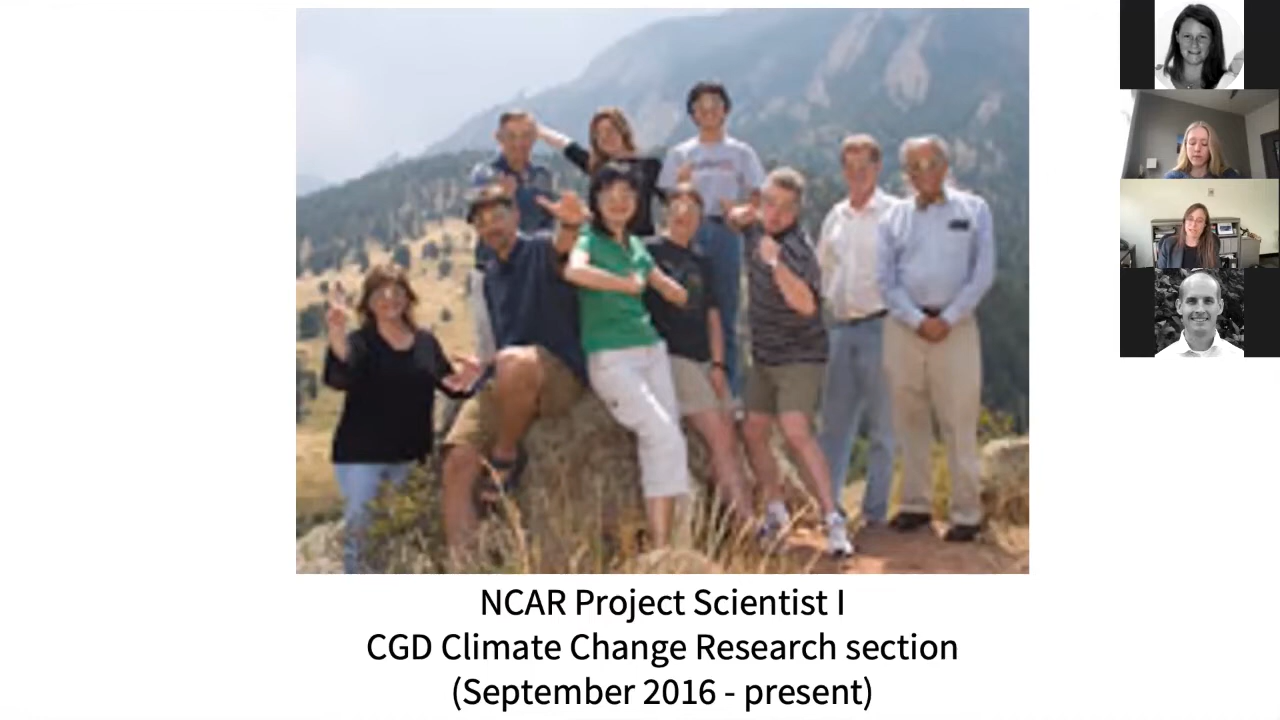 NCAR Project Scientist I
CGD Climate Change Research section
(September 2016 - present)